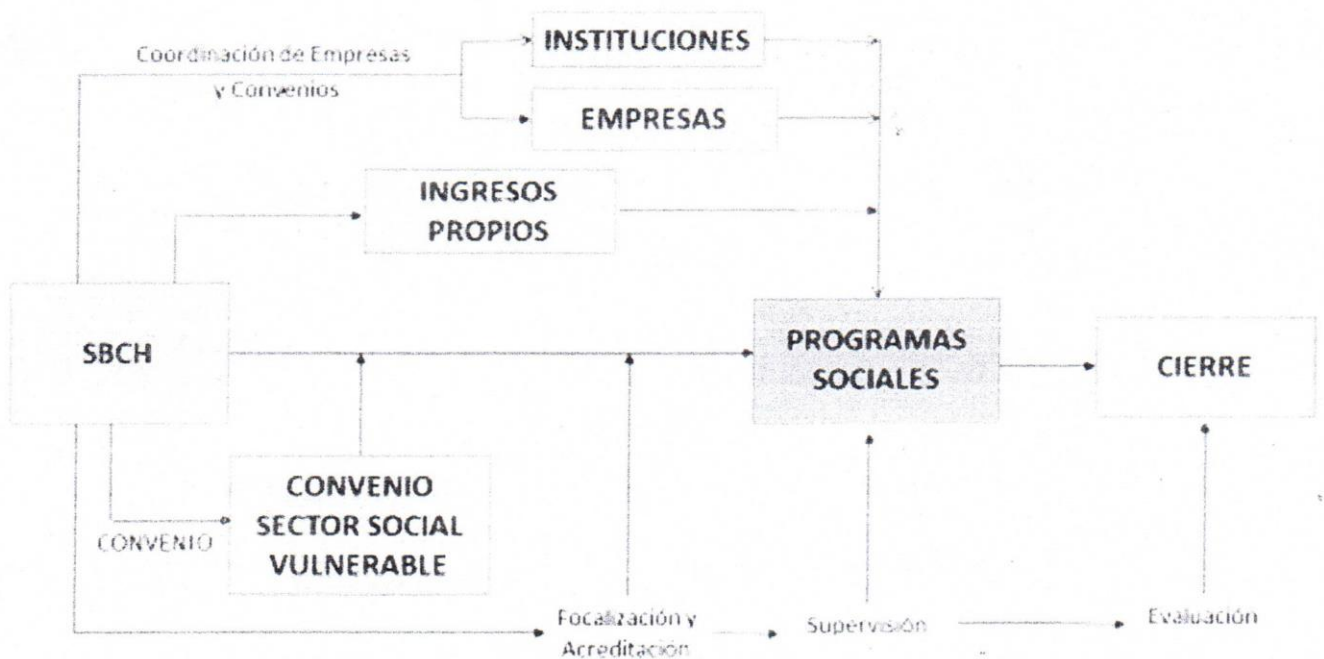 INSTITUCIONES
Coordinación de Empresas
y Convenios
EMPRESAS
INGRESOS
PROPIOS
SBCH
PROGRAMAS
SOCIALES
CIERRE
CONVENIO
SECTOR SOCIAL
VULNERABLE
CONVENIO
Focalización y
Acreditación
Supervisión
Evaluación